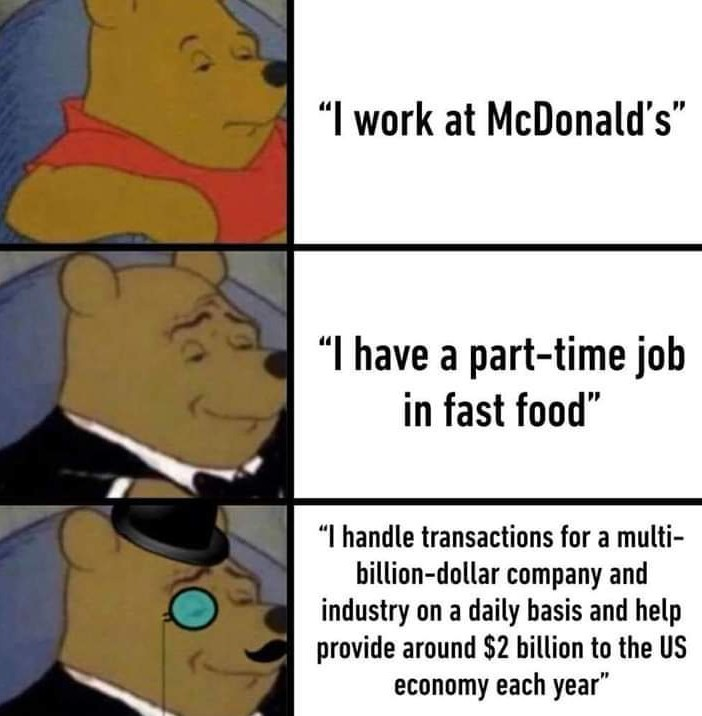 “I work at McDonald’s”
“I have a part-time job
in fast food”
“I handle transactions for a multi-
billion-dollar company and
industry on a daily basis and help
provide around $2 billion to the US
economy each year”